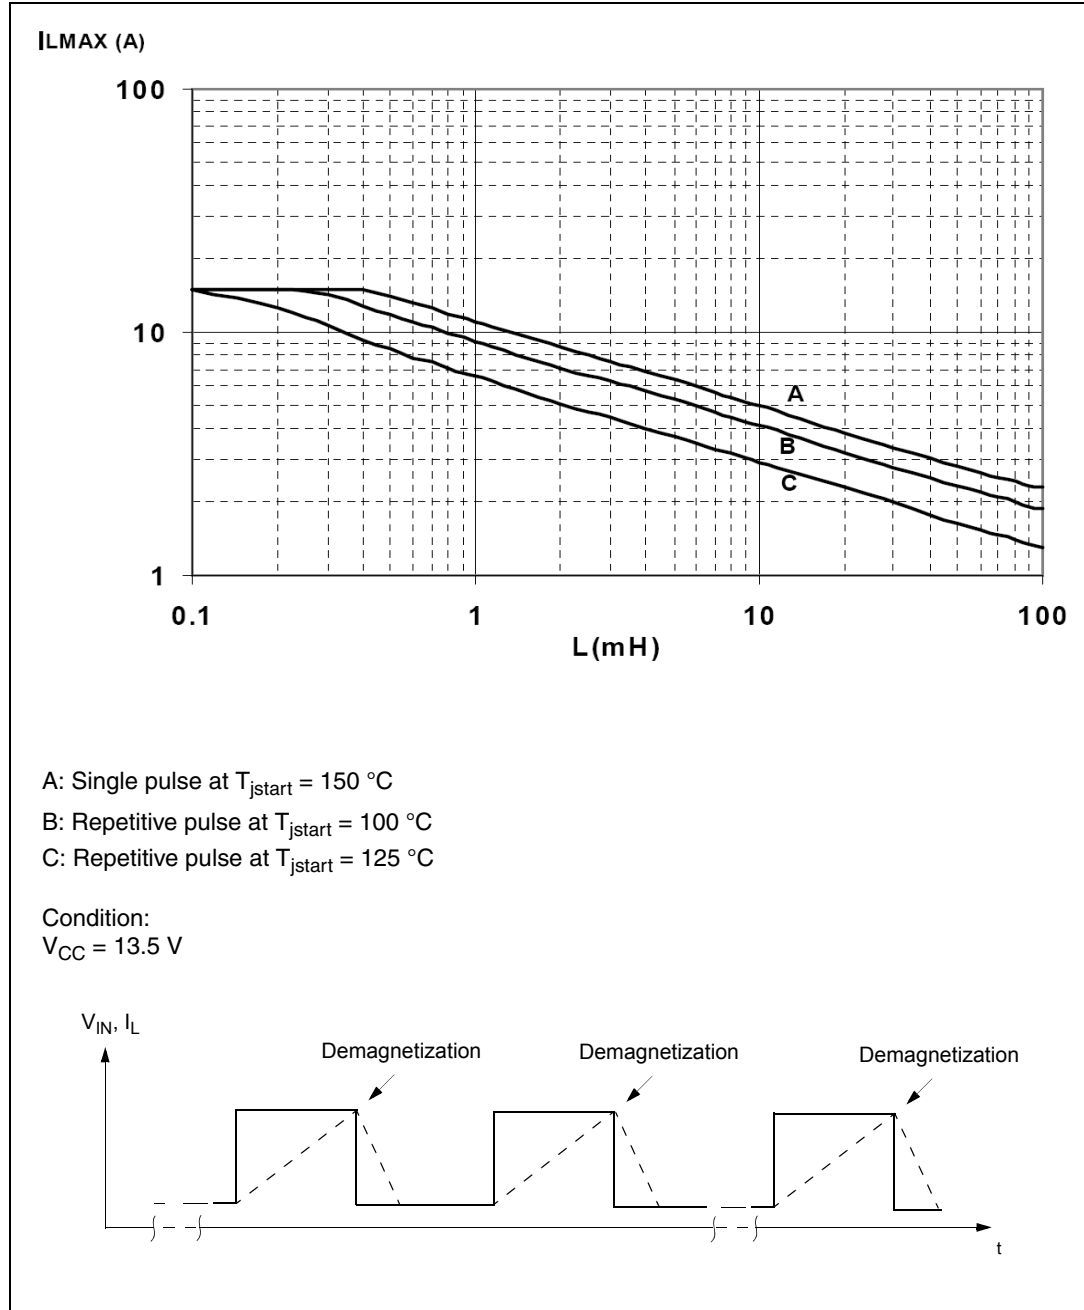 ILMAX (A)
100
10
1
A
B
C
0.1 1 10 100
L(mH)
A: Single pulse at Tjstart = 150 °C
B: Repetitive pulse at Tjstart = 100 °C
C: Repetitive pulse at Tjstart = 125 °C
Condition:
VCC = 13.5 V
VIN, IL
Demagnetization Demagnetization Demagnetization
t